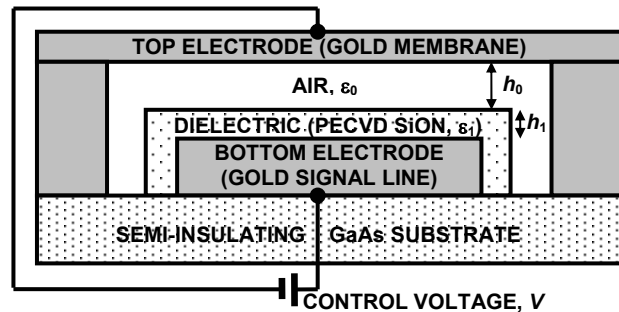 TOP ELECTRODE (GOLD MEMBRANE)
AIR, ε₀
h₀
DIELECTRIC (PECVD SiON, ε₁)
h₁
BOTTOM ELECTRODE
(GOLD SIGNAL LINE)
SEMI-INSULATING GaAs SUBSTRATE
CONTROL VOLTAGE, V